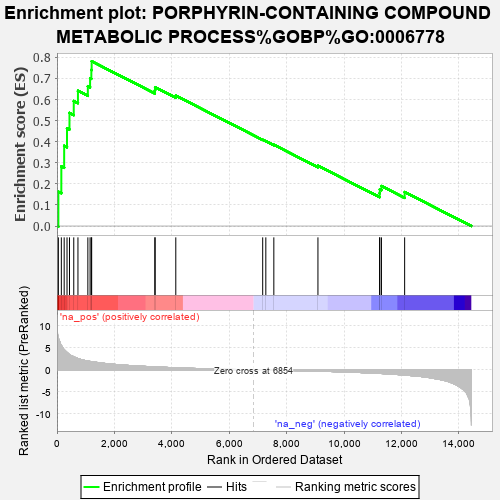 Enrichment plot: PORPHYRIN-CONTAINING COMPOUND
METABOLIC PROCESS%GOBP%GO:0006778
Enrichment score (ES)
0.8
0.7
0.6
0.5
0.4
0.3
0.2
0.1
0.0
'na_pos' (positively correlated)
Ranked list metric (PreRanked)
10
5
0
-5
-10
Zero cross at 6854
'na_neg' (negatively correlated)
0 2,000 4,000 6,000 8,000 10,000 12,000 14,000
Rank in Ordered Dataset
Enrichment profile Hits Ranking metric scores